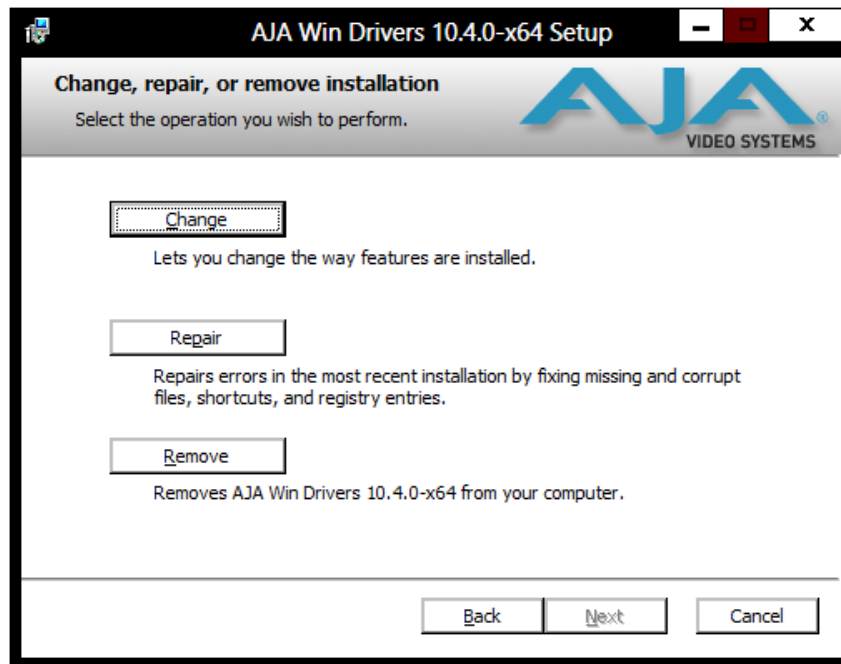 AJA Win Drivers 10.4.0-x64 Setup
Change, repair, or remove installation
Select the operation you wish to perform.
AJA®
VIDEO SYSTEMS
Change
Lets you change the way features are installed.
Repair
Repairs errors in the most recent installation by fixing missing and corrupt
files, shortcuts, and registry entries.
Remove
Removes AJA Win Drivers 10.4.0-x64 from your computer.
Back Next Cancel